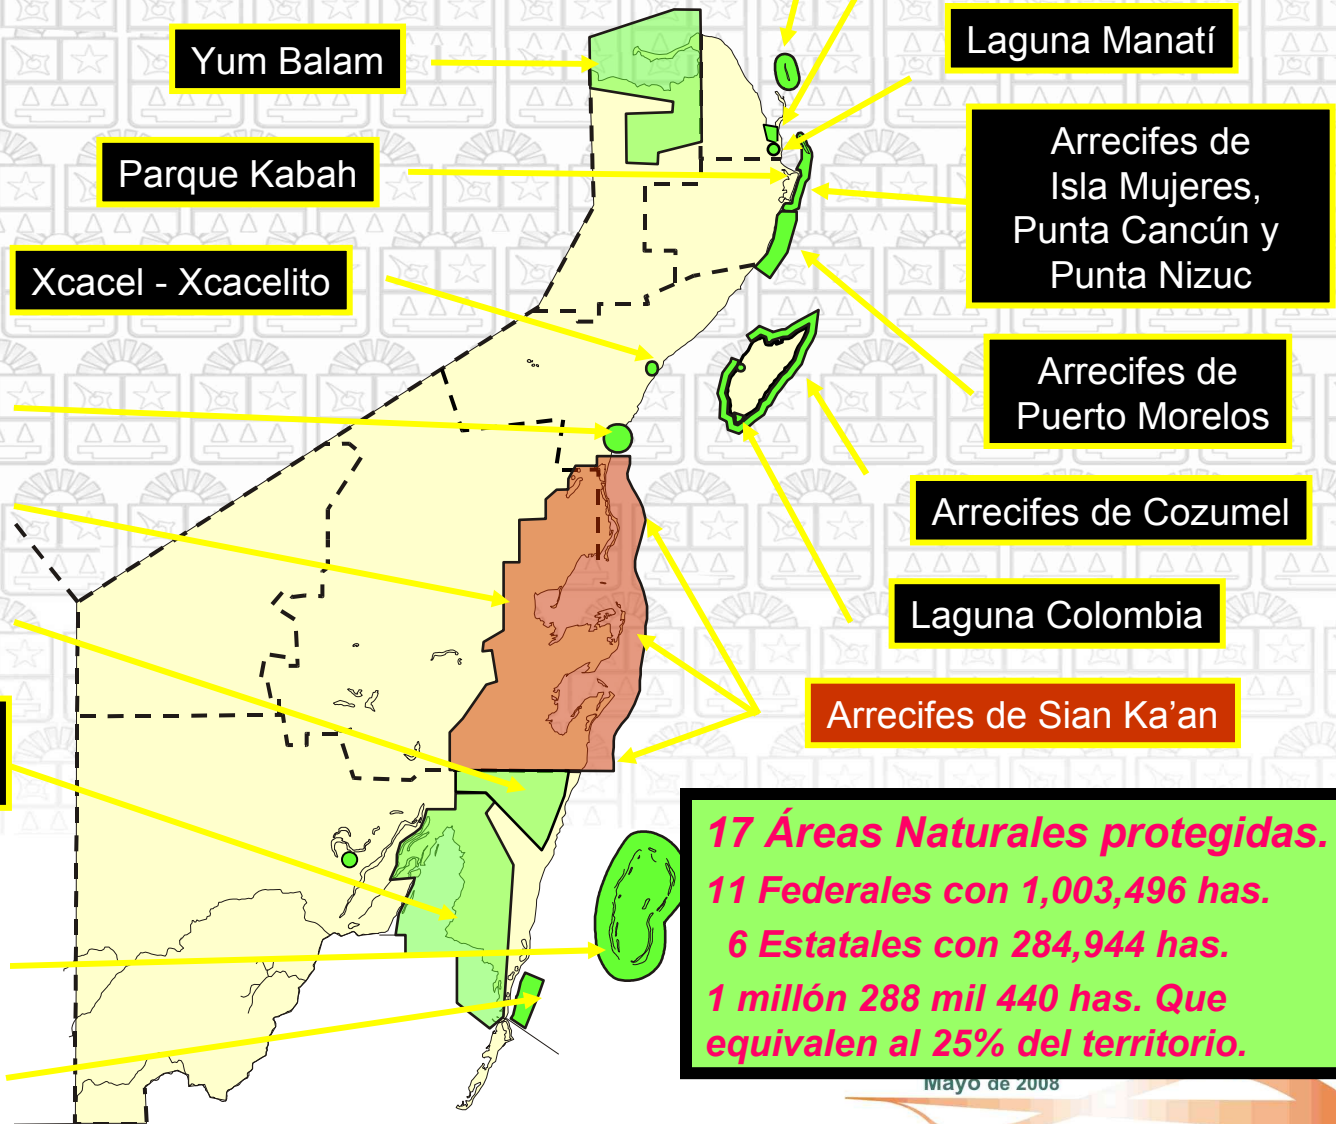 Yum Balam
Laguna Manatí
Parque Kabah
Arrecifes de
Isla Mujeres,
Punta Cancún y
Punta Nizuc
Xcacel - Xcacelito
Arrecifes de
Puerto Morelos
Arrecifes de Cozumel
Laguna Colombia
Arrecifes de Sian Ka’an
17 Áreas Naturales protegidas.
11 Federales con 1,003,496 has.
6 Estatales con 284,944 has.
1 millón 288 mil 440 has. Que
equivalen al 25% del territorio.
Mayo de 2008